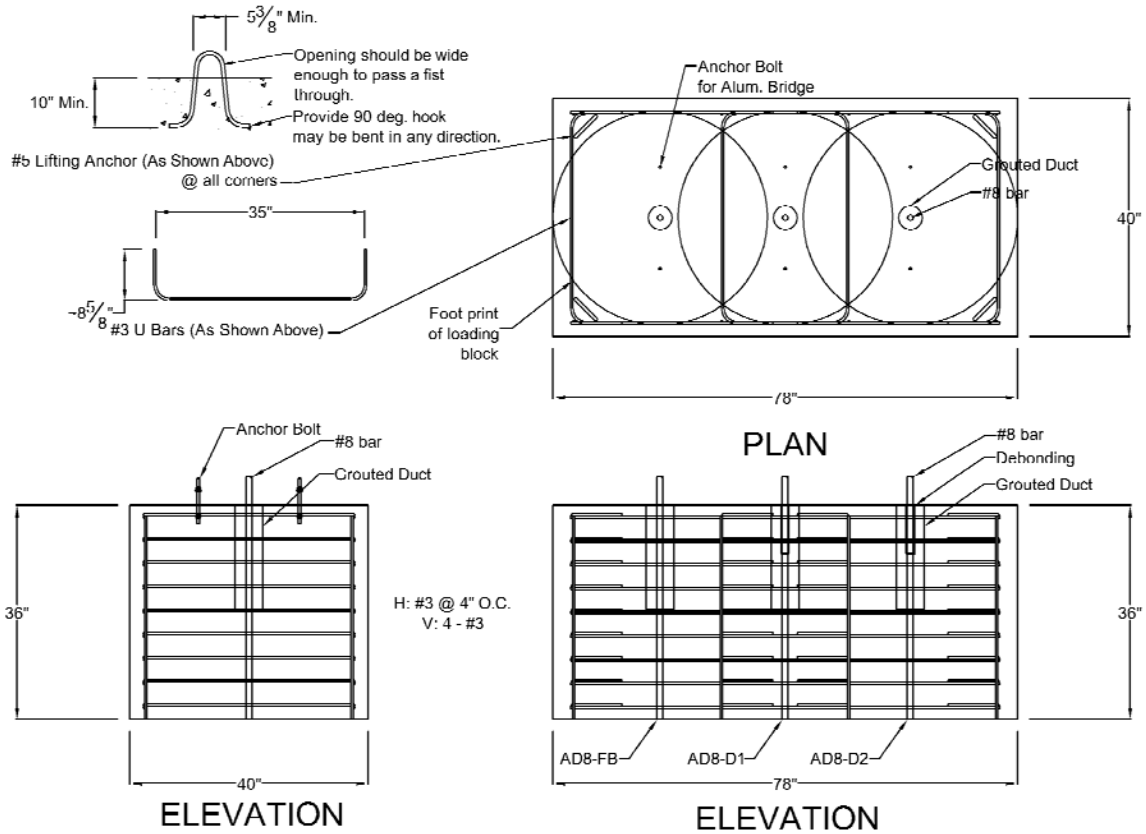 5 3/8" Min.
Opening should be wide
enough to pass a fist
through.
10" Min.
Provide 90 deg. hook
may be bent in any direction.
#5 Lifting Anchor (As Shown Above)
@ all corners
35"
~8 5/8"
#3 U Bars (As Shown Above)
Anchor Bolt
for Alum. Bridge
Grouted Duct
#8 bar
40"
Foot print
of loading
block
78"
PLAN
Anchor Bolt
#8 bar
Grouted Duct
36"
H: #3 @ 4" O.C.
V: 4 - #3
40"
ELEVATION
#8 bar
Debonding
Grouted Duct
36"
AD8-FB
AD8-D1
AD8-D2
78"
ELEVATION